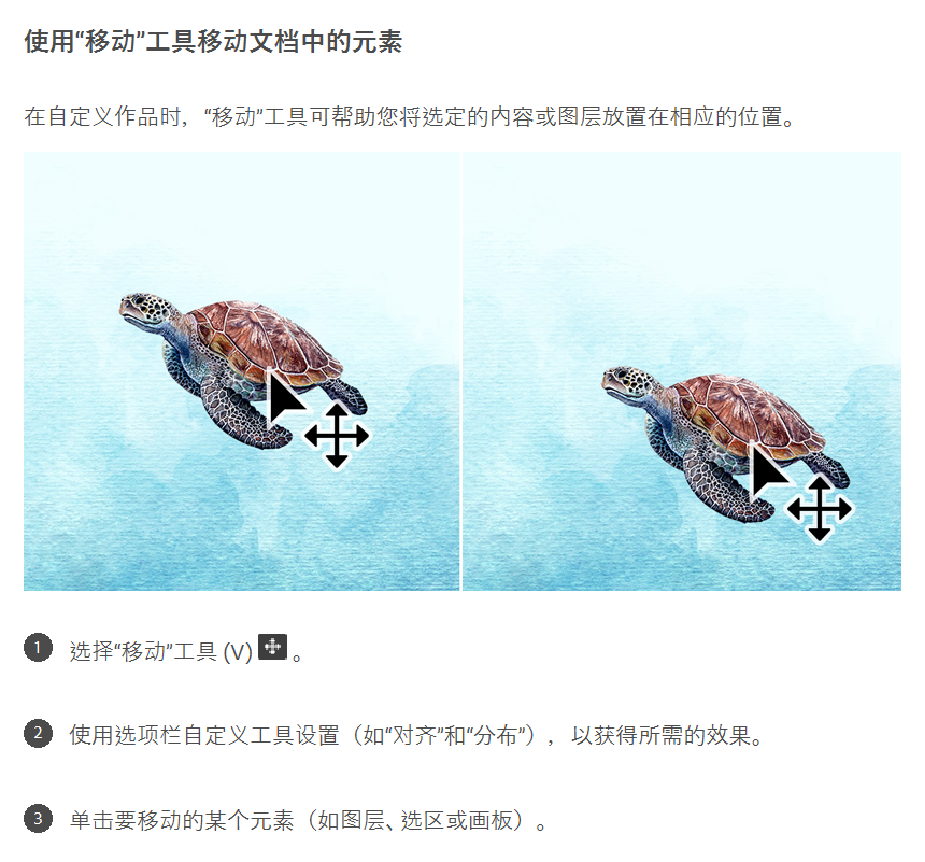 使用“移动”工具移动文档中的元素
在自定义作品时，“移动”工具可帮助您将选定的内容或图层放置在相应的位置。
1 选择“移动”工具 (V) 。
2 使用选项栏自定义工具设置（如“对齐”和“分布”），以获得所需的效果。
3 单击要移动的某个元素（如图层、选区或画板）。